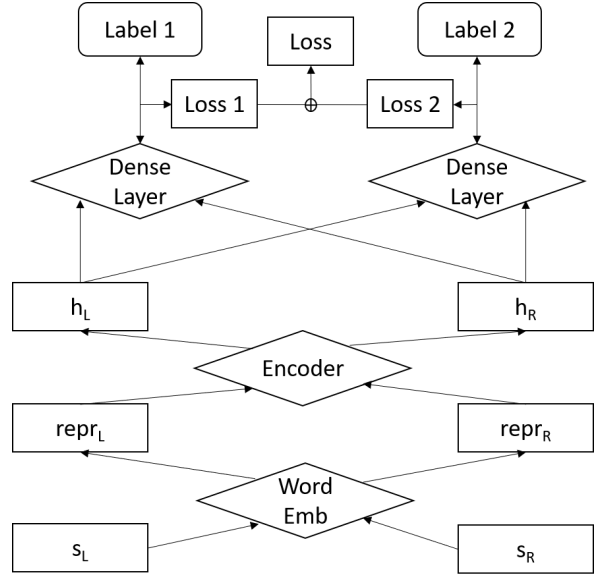 Label 1
Loss
Label 2
Loss 1
Loss 2
Dense
Layer
Dense
Layer
hL
hR
Encoder
reprL
reprR
Word
Emb
sL
sR